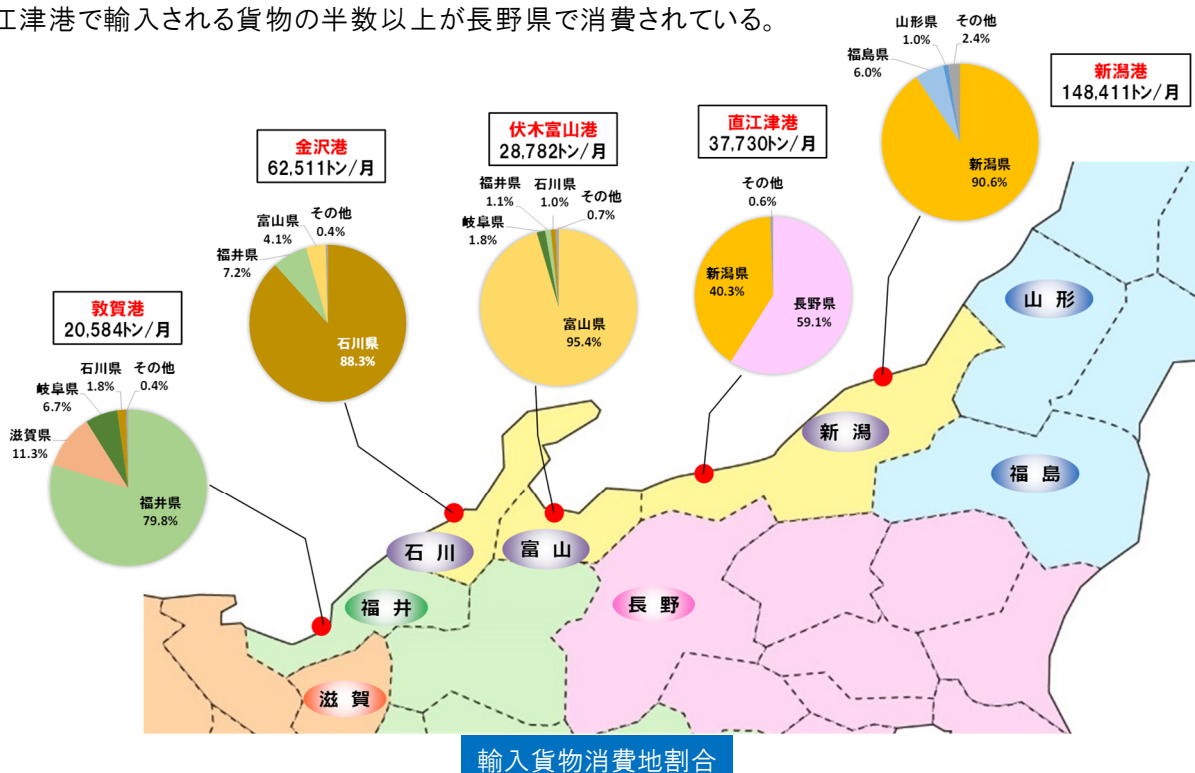 江津港で輸入される貨物の半数以上が長野県で消費されている。
新潟港
148,411トン/月
山形県
1.0%
その他
2.4%
福島県
6.0%
新潟県
90.6%
直江津港
37,730トン/月
その他
0.6%
新潟県
40.3%
長野県
59.1%
伏木富山港
28,782トン/月
福井県
1.1%
石川県
1.0%
その他
0.7%
岐阜県
1.8%
富山県
95.4%
金沢港
62,511トン/月
富山県
4.1%
その他
0.4%
福井県
7.2%
石川県
88.3%
敦賀港
20,584トン/月
石川県
1.8%
その他
0.4%
岐阜県
6.7%
滋賀県
11.3%
福井県
79.8%
山 形
新 潟
福 島
石 川
富 山
福 井
長 野
滋 賀
輸入貨物消費地割合